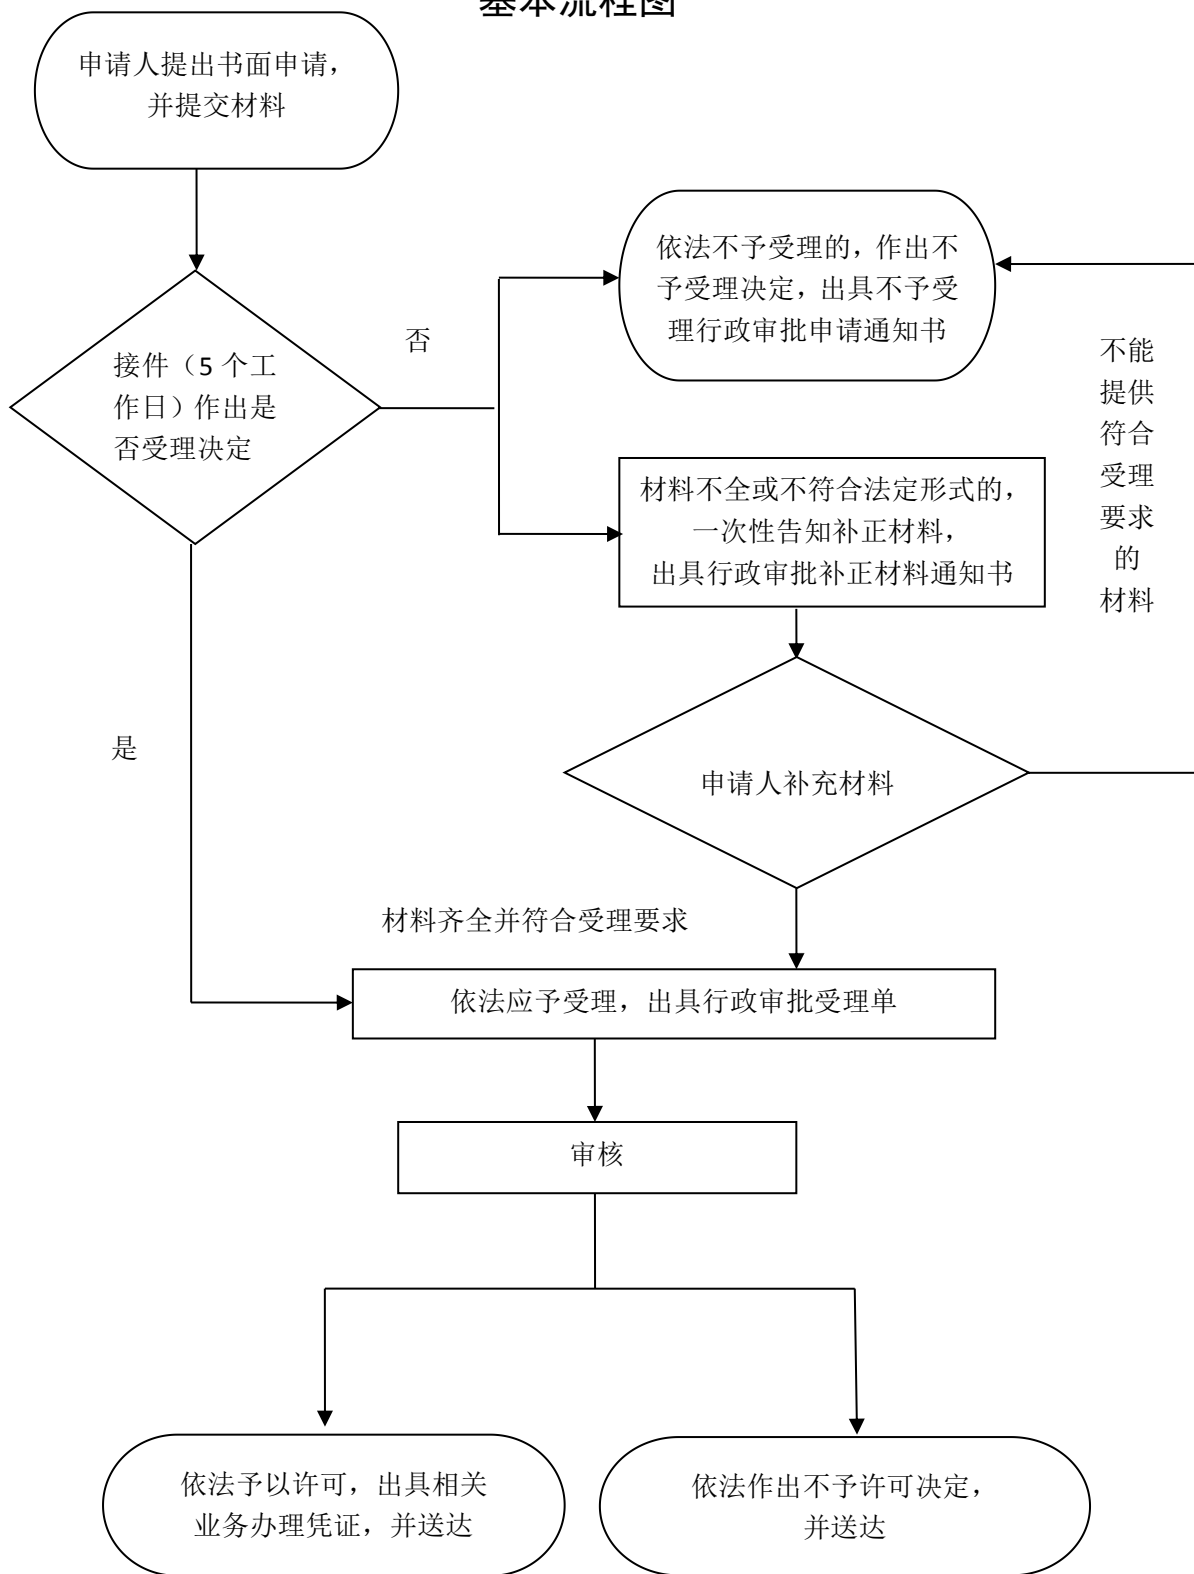 基本流程图
申请人提出书面申请，
并提交材料
依法不予受理的，作出不
予受理决定，出具不予受
理行政审批申请通知书
否
接件（5 个工
作日）作出是
否受理决定
不能
提供
符合
受理
要求
的
材料
材料不全或不符合法定形式的，
一次性告知补正材料，
出具行政审批补正材料通知书
是
申请人补充材料
材料齐全并符合受理要求
依法应予受理，出具行政审批受理单
审核
依法予以许可，出具相关
业务办理凭证，并送达
依法作出不予许可决定，
并送达